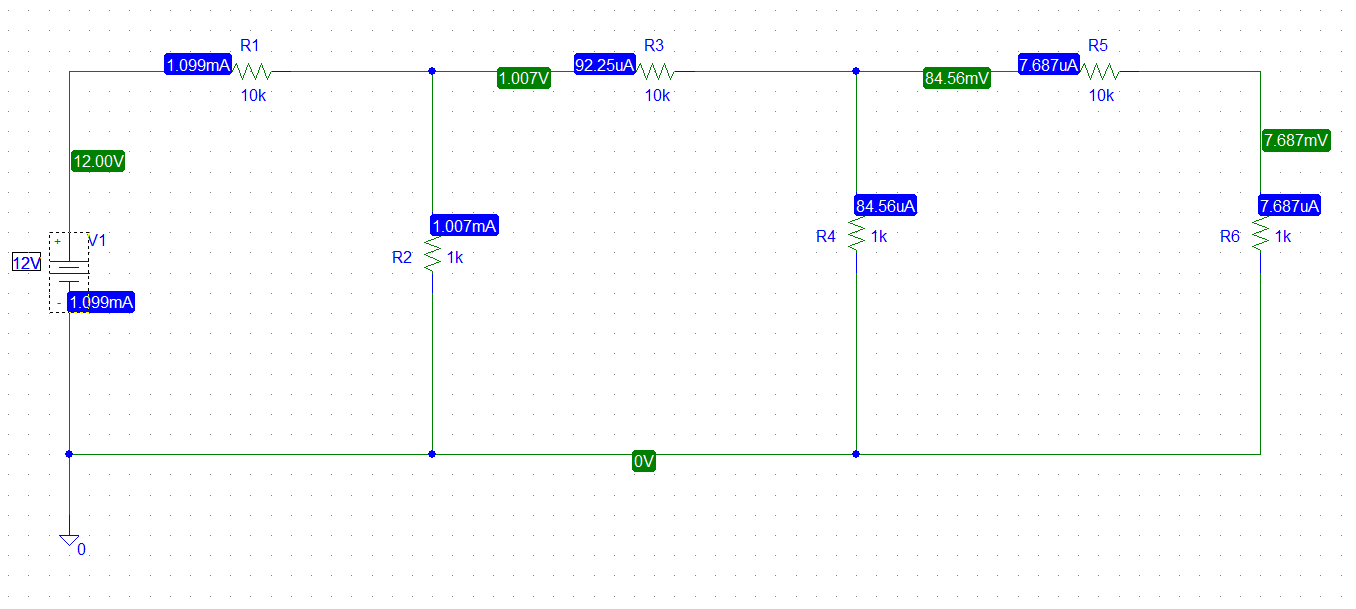 R1
R3
R5
1.099mA
92.25uA
7.687uA
1.007V
84.56mV
10k
10k
10k
7.687mV
12.00V
84.56uA
7.687uA
1.007mA
R4
1k
R6
1k
+
V1
R2
1k
12V
-
1.099mA
0V
0